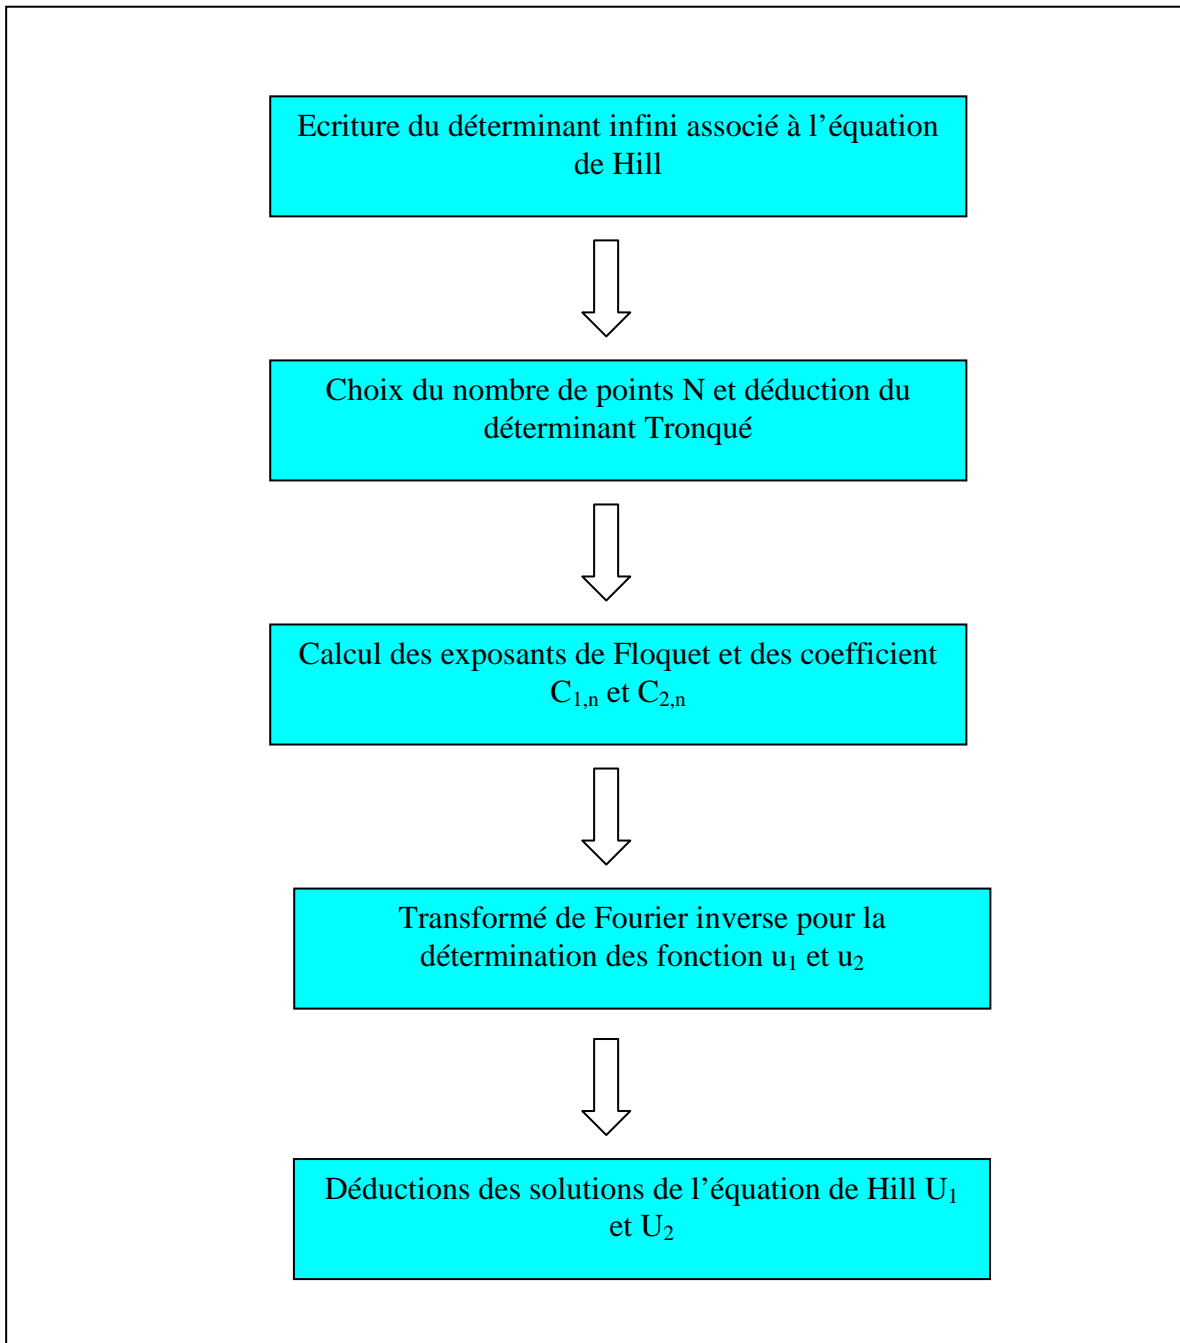 Ecriture du déterminant infini associé à l’équation
de Hill
Choix du nombre de points N et déduction du
déterminant Tronqué
Calcul des exposants de Floquet et des coefficient
C1,n et C2,n
Transformé de Fourier inverse pour la
détermination des fonction u1 et u2
Déductions des solutions de l’équation de Hill U1
et U2